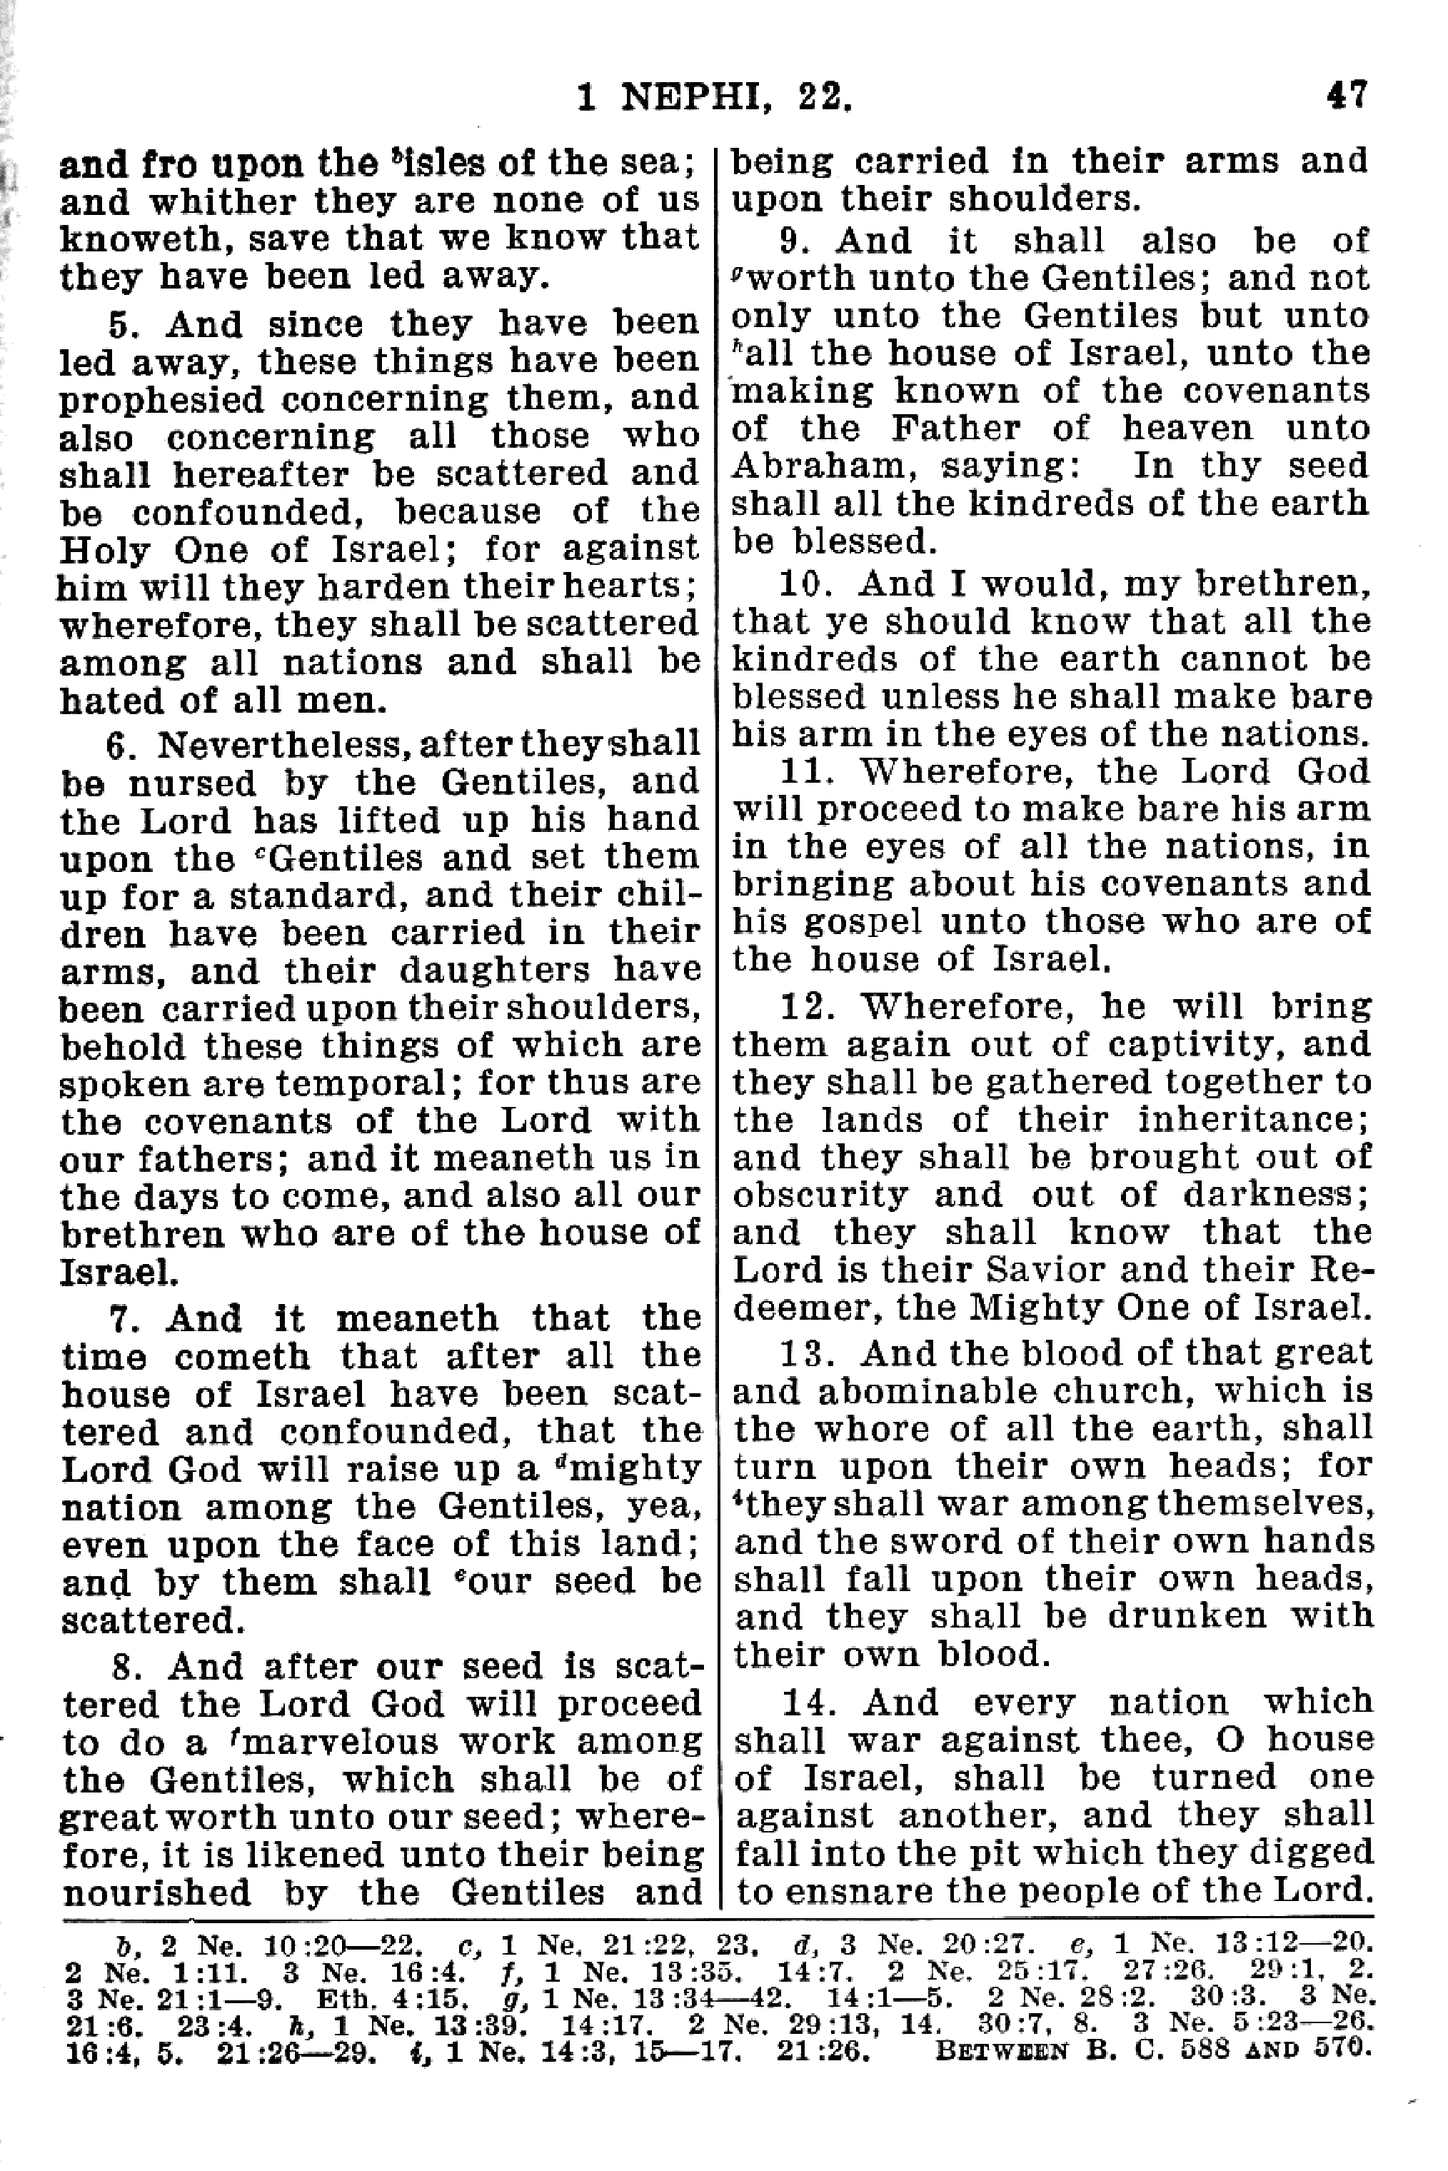 1 NEPHI, 22. 47
and fro upon the ᵇisles of the sea;
and whither they are none of us
knoweth, save that we know that
they have been led away.
5. And since they have been
led away, these things have been
prophesied concerning them, and
also concerning all those who
shall hereafter be scattered and
be confounded, because of the
Holy One of Israel; for against
him will they harden their hearts;
wherefore, they shall be scattered
among all nations and shall be
hated of all men.
6. Nevertheless, after they shall
be nursed by the Gentiles, and
the Lord has lifted up his hand
upon the ᶜGentiles and set them
up for a standard, and their chil-
dren have been carried in their
arms, and their daughters have
been carried upon their shoulders,
behold these things of which are
spoken are temporal; for thus are
the covenants of the Lord with
our fathers; and it meaneth us in
the days to come, and also all our
brethren who are of the house of
Israel.
7. And it meaneth that the
time cometh that after all the
house of Israel have been scat-
tered and confounded, that the
Lord God will raise up a ᵈmighty
nation among the Gentiles, yea,
even upon the face of this land;
and by them shall ᵉour seed be
scattered.
8. And after our seed is scat-
tered the Lord God will proceed
to do a ᶠmarvelous work among
the Gentiles, which shall be of
great worth unto our seed; where-
fore, it is likened unto their being
nourished by the Gentiles and
being carried in their arms and
upon their shoulders.
9. And it shall also be of
ᵍworth unto the Gentiles; and not
only unto the Gentiles but unto
ʰall the house of Israel, unto the
making known of the covenants
of the Father of heaven unto
Abraham, saying: In thy seed
shall all the kindreds of the earth
be blessed.
10. And I would, my brethren,
that ye should know that all the
kindreds of the earth cannot be
blessed unless he shall make bare
his arm in the eyes of the nations.
11. Wherefore, the Lord God
will proceed to make bare his arm
in the eyes of all the nations, in
bringing about his covenants and
his gospel unto those who are of
the house of Israel.
12. Wherefore, he will bring
them again out of captivity, and
they shall be gathered together to
the lands of their inheritance;
and they shall be brought out of
obscurity and out of darkness;
and they shall know that the
Lord is their Savior and their Re-
deemer, the Mighty One of Israel.
13. And the blood of that great
and abominable church, which is
the whore of all the earth, shall
turn upon their own heads; for
ⁱthey shall war among themselves,
and the sword of their own hands
shall fall upon their own heads,
and they shall be drunken with
their own blood.
14. And every nation which
shall war against thee, O house
of Israel, shall be turned one
against another, and they shall
fall into the pit which they digged
to ensnare the people of the Lord.
b, 2 Ne. 10:20—22. c, 1 Ne. 21:22, 23. d, 3 Ne. 20:27. e, 1 Ne. 13:12—20.
2 Ne. 1:11. 3 Ne. 16:4. f, 1 Ne. 13:35. 14:7. 2 Ne. 25:17. 27:26. 29:1, 2.
3 Ne. 21:1—9. Eth. 4:15. g, 1 Ne. 13:34—42. 14:1—5. 2 Ne. 28:2. 30:3. 3 Ne.
21:6. 23:4. h, 1 Ne. 13:39. 14:17. 2 Ne. 29:13, 14. 30:7, 8. 3 Ne. 5:23—26.
16:4, 5. 21:26—29. i, 1 Ne. 14:3, 15—17. 21:26. BETWEEN B. C. 588 AND 570.